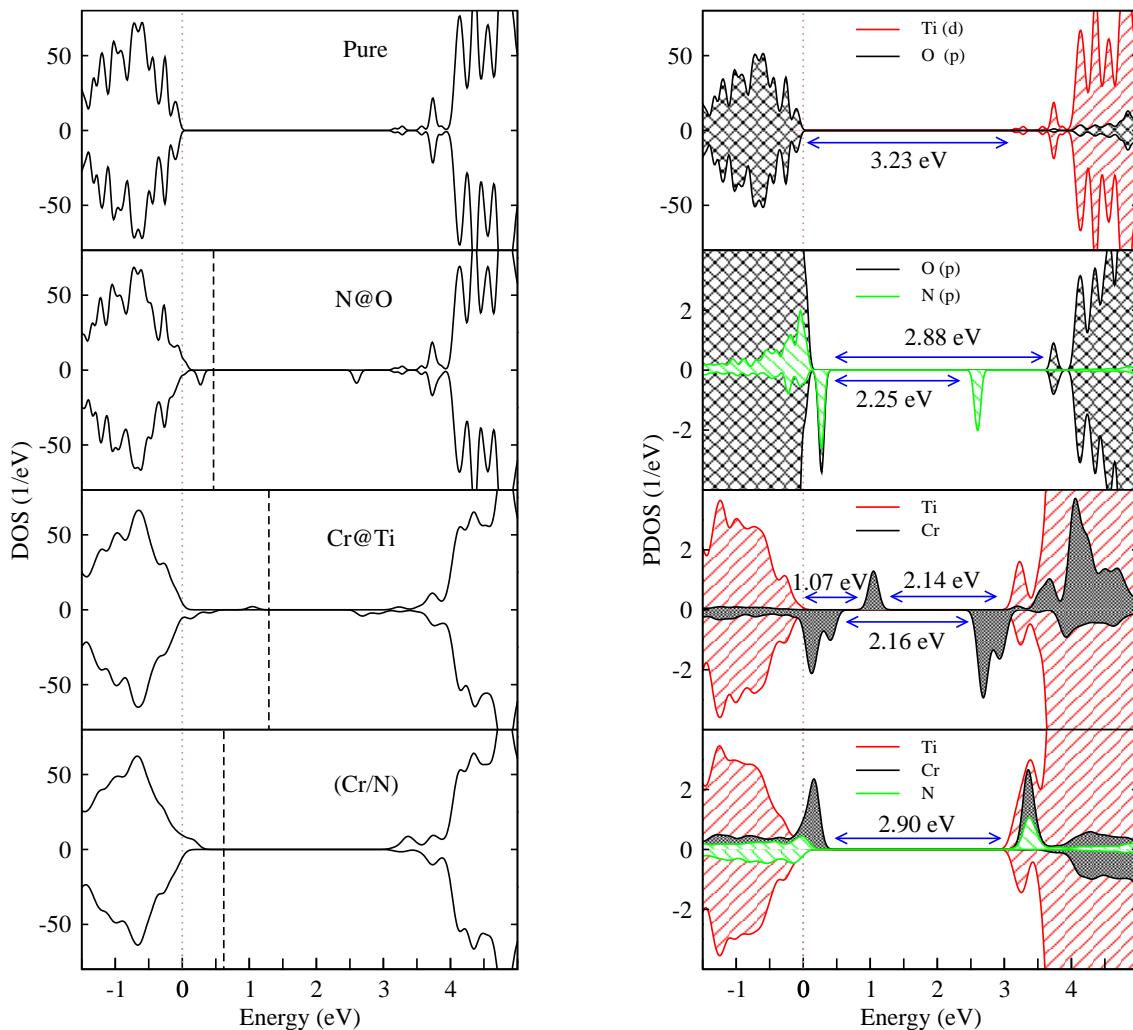 Pure
50
0
-50
N@O
50
0
-50
Cr@Ti
50
0
-50
(Cr/N)
50
0
-50
DOS (1/eV)
-1 0 1 2 3 4
Energy (eV)
Ti (d)
O (p)
50
0
-50
3.23 eV
O (p)
N (p)
2
0
-2
2.88 eV
2.25 eV
Ti
Cr
2
0
-2
1.07 eV 2.14 eV
2.16 eV
Ti
Cr
N
2
0
-2
2.90 eV
PDOS (1/eV)
-1 0 1 2 3 4
Energy (eV)